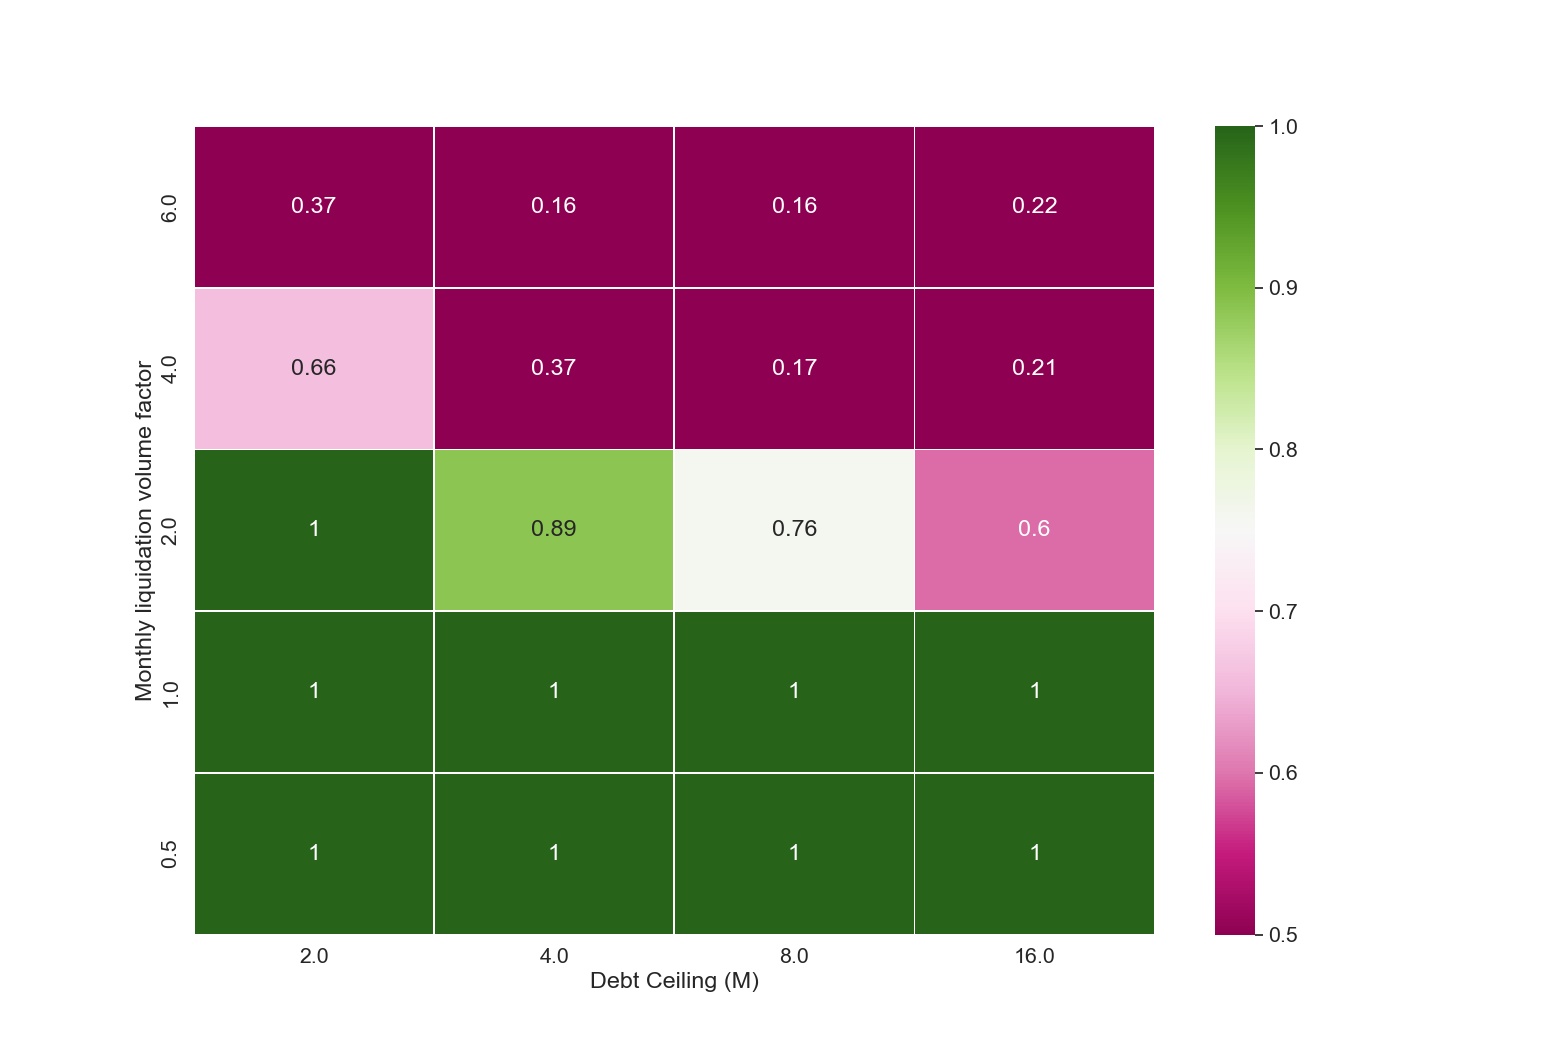 1.0
6.0
0.37 0.16 0.16 0.22
0.9
4.0
0.66 0.37 0.17 0.21
0.8
Monthly liquidation volume factor
2.0
1 0.89 0.76 0.6
0.7
1.0
1 1 1 1
0.6
0.5
1 1 1 1
0.5
2.0 4.0 8.0 16.0
Debt Ceiling (M)